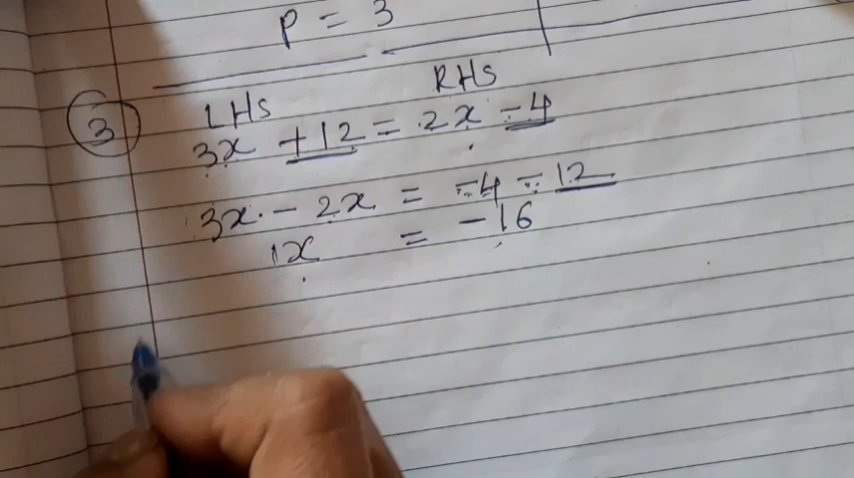 P = 3
LHS RHS
3 3x + 12 = 2x - 4
3x - 2x = -4 - 12
1x = -16